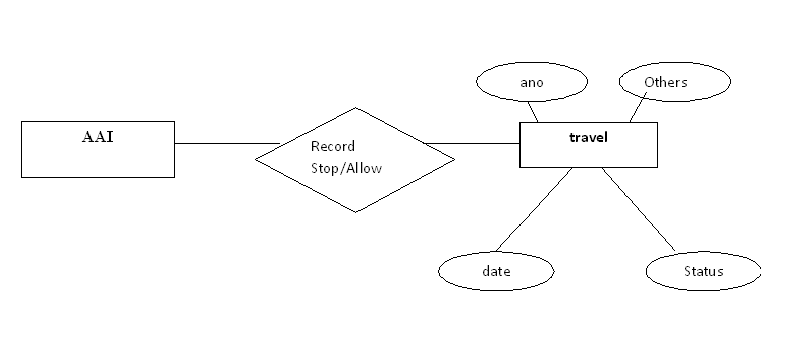 ano
Others
AAI
travel
Record
Stop/Allow
date
Status